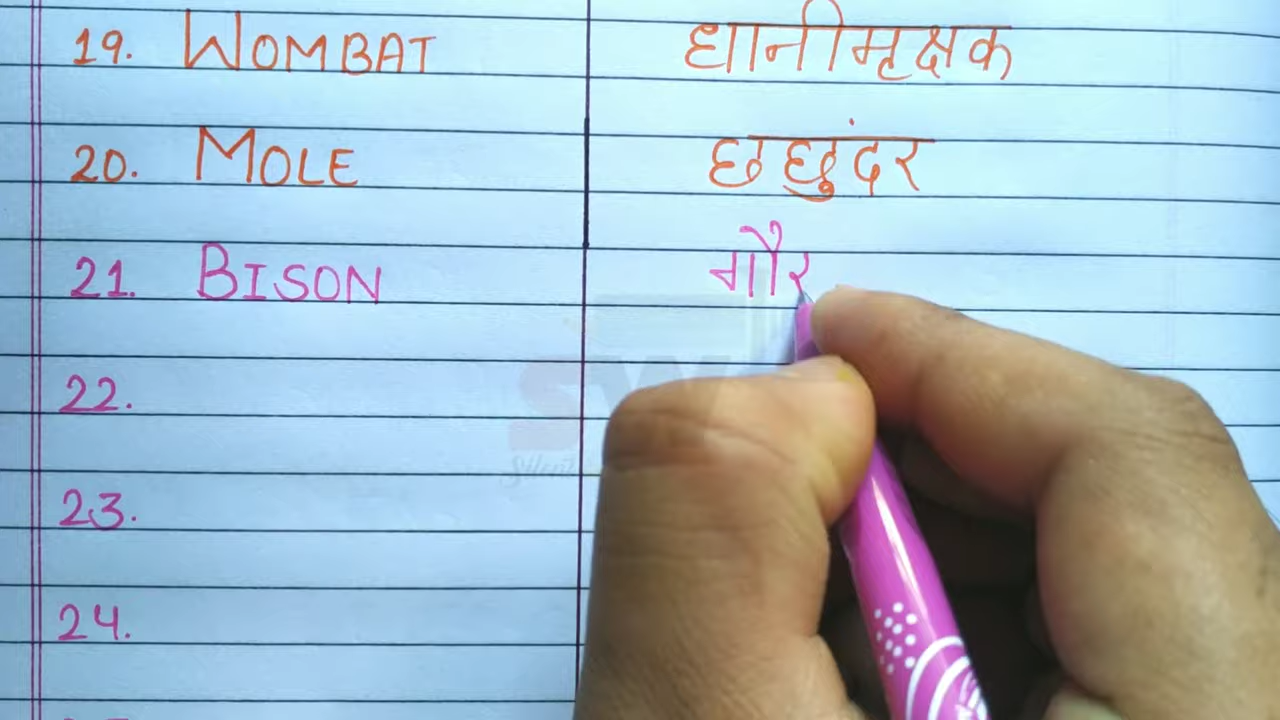 19. WOMBAT धानीमृक्षक
20. MOLE छछुंदर
21. BISON गौर
22.
23.
24.